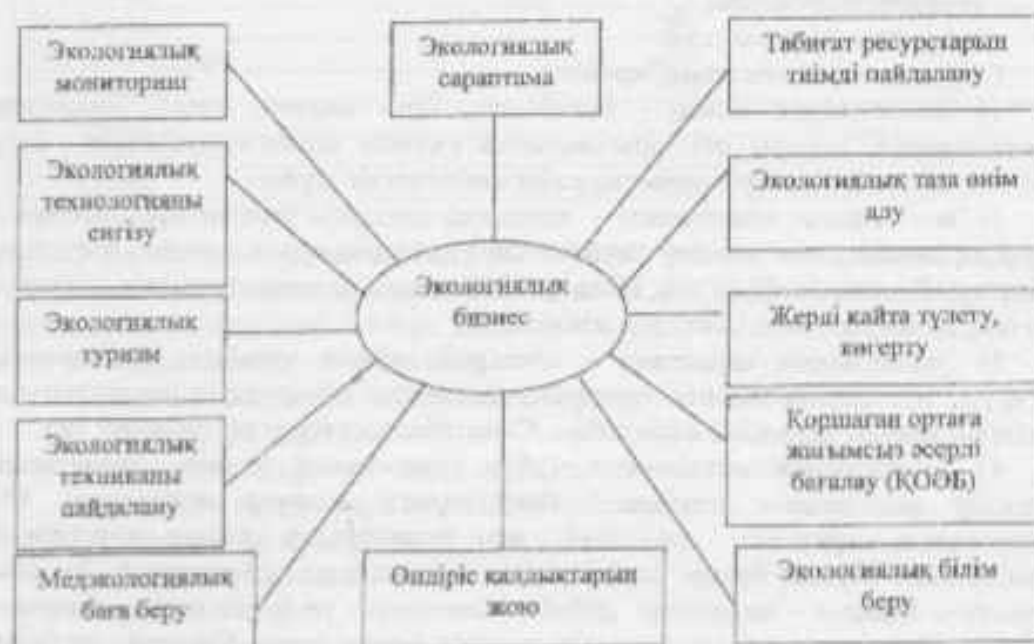 Экологиялық
мониторинг
Экологиялық
сараптама
Табиғат ресурстарын
тиімді пайдалану
Экологиялық
технологияны
енгізу
Экологиялық таза өнім
алу
Экологиялық
бизнес
Экологиялық
туризм
Жерді қайта түлету,
көгерту
Экологиялық
техниканы
пайдалану
Қоршаған ортаға
жағымсыз әсерді
бағалау (ҚОӘБ)
Медэкологиялық
баға беру
Өндіріс қалдықтарын
жою
Экологиялық білім
беру